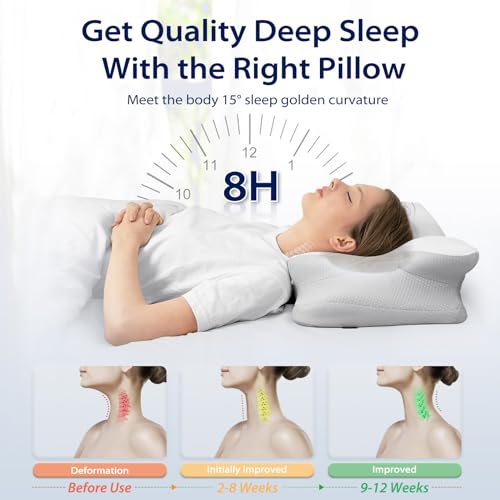 Get Quality Deep Sleep
With the Right Pillow
Meet the body 15° sleep golden curvature
10 11 12 1
8H
Deformation Initially improved Improved
Before Use 2-8 Weeks 9-12 Weeks